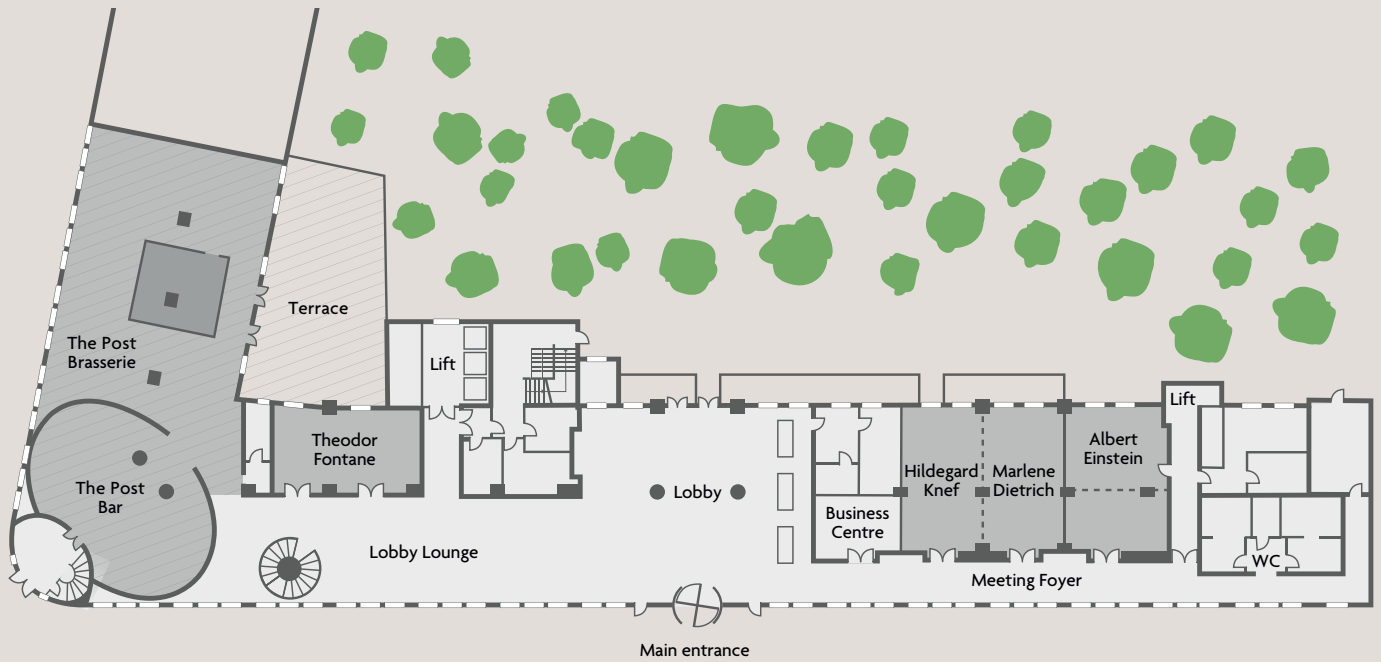 Terrace
The Post
Brasserie
Lift
Lift
Theodor
Fontane
Albert
Einstein
Hildegard
Knef
Marlene
Dietrich
The Post
Bar
Lobby
Business
Centre
Lobby Lounge
WC
Meeting Foyer
Main entrance